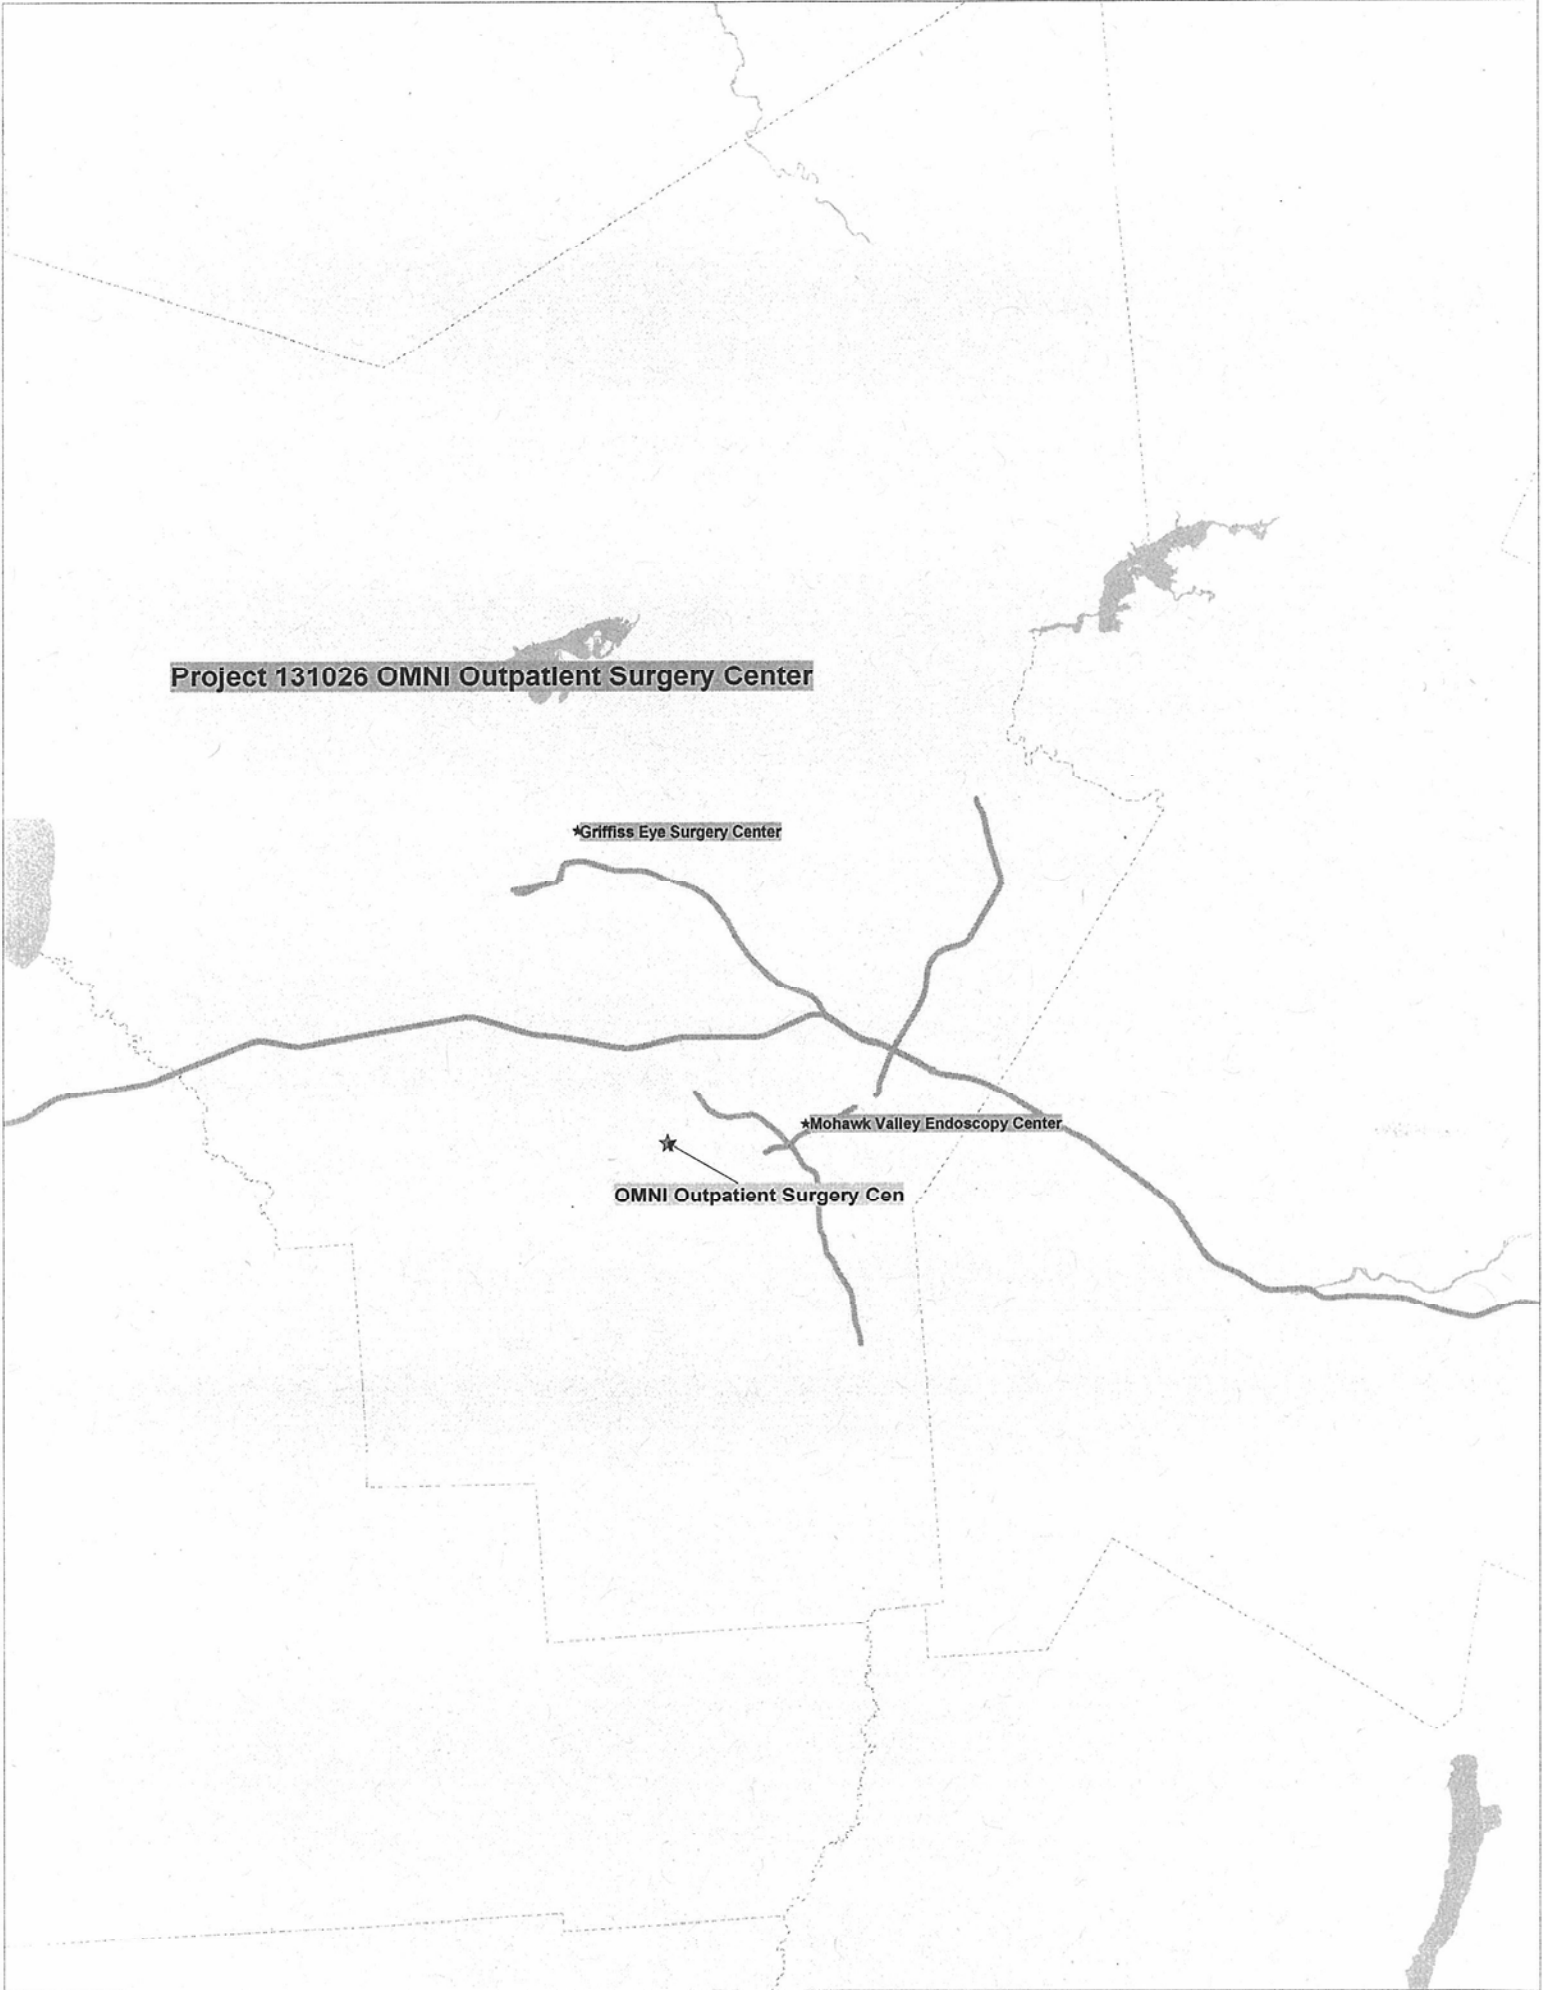 Project 131026 OMNI Outpatient Surgery Center
Griffiss Eye Surgery Center
Mohawk Valley Endoscopy Center
OMNI Outpatient Surgery Cen